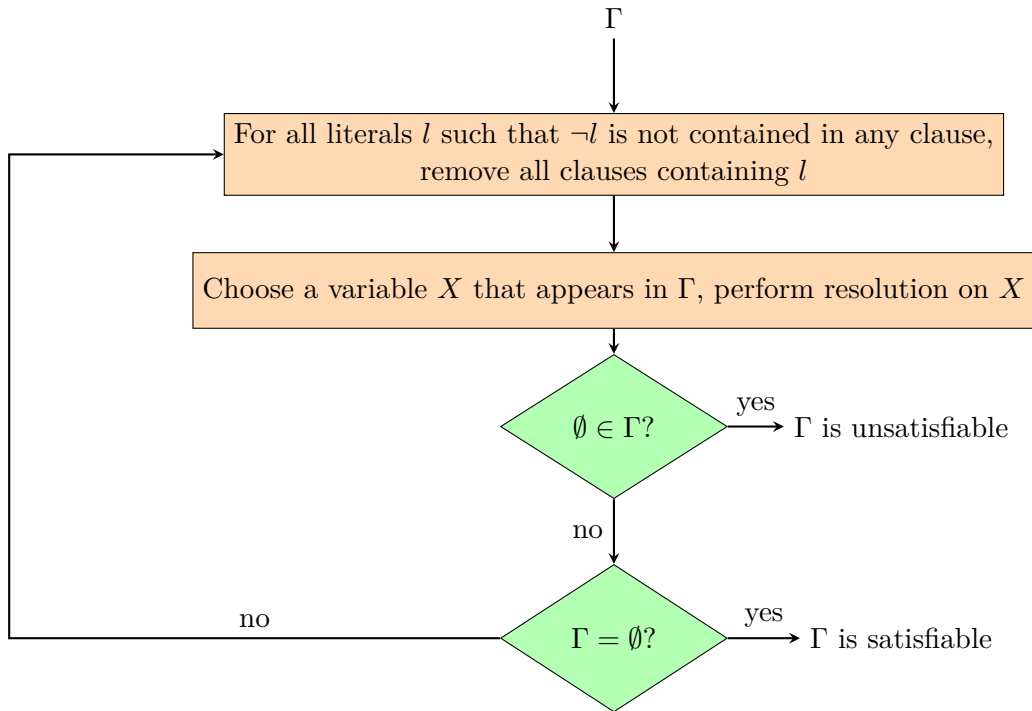 Γ
For all literals l such that ¬l is not contained in any clause,
remove all clauses containing l
Choose a variable X that appears in Γ, perform resolution on X
∅ ∈ Γ?
yes
Γ is unsatisfiable
no
Γ = ∅?
yes
Γ is satisfiable
no